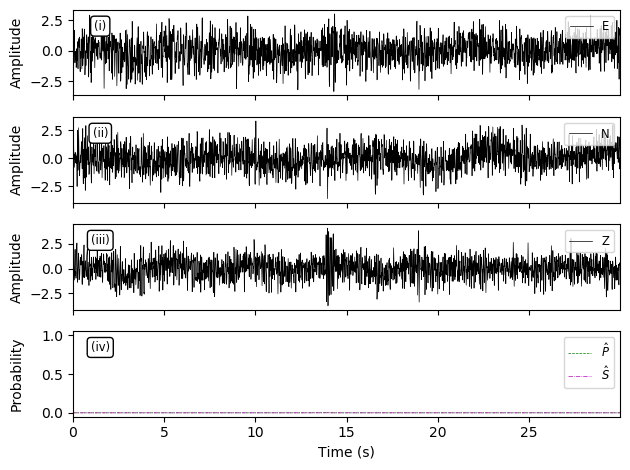 2.5
0.0
−2.5
Amplitude
(i)
E
2.5
0.0
−2.5
Amplitude
(ii)
N
2.5
0.0
−2.5
Amplitude
(iii)
Z
1.0
0.5
0.0
Probability
(iv)
P̂
Ŝ
0 5 10 15 20 25
Time (s)